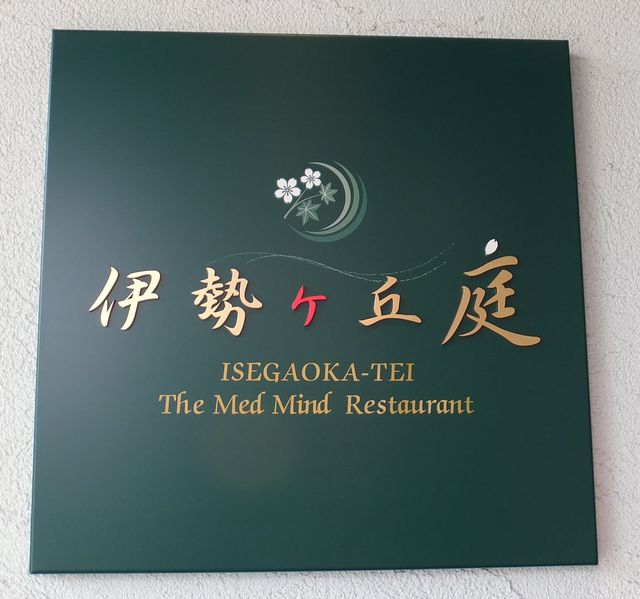 伊勢ヶ丘庭
ISEGAOKA-TEI
The Med Mind Restaurant